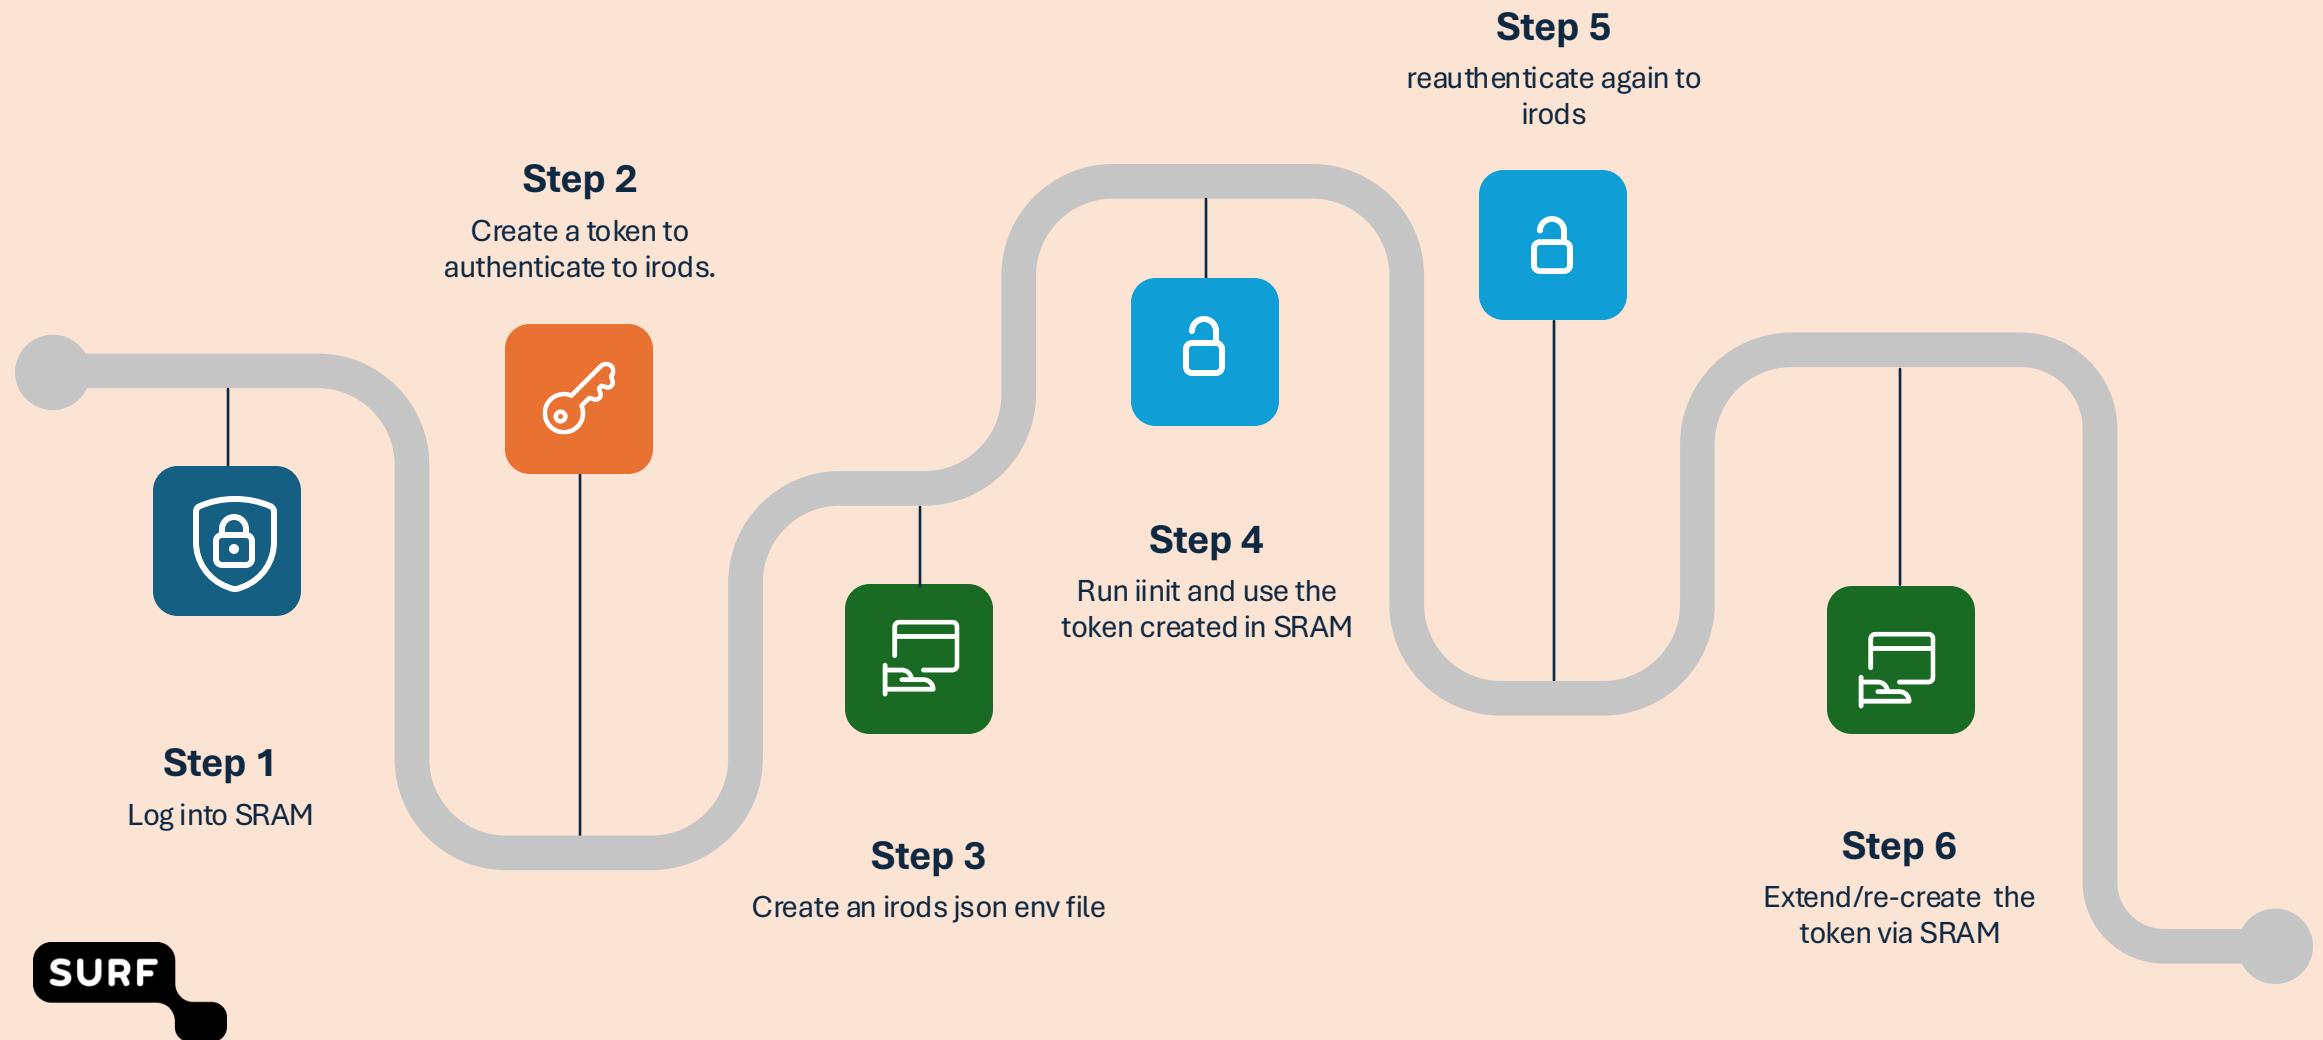 Step 1
Log into SRAM
Step 2
Create a token to
authenticate to irods.
Step 3
Create an irods json env file
Step 4
Run iinit and use the
token created in SRAM
Step 5
reauthenticate again to
irods
Step 6
Extend/re-create  the
token via SRAM
SURF